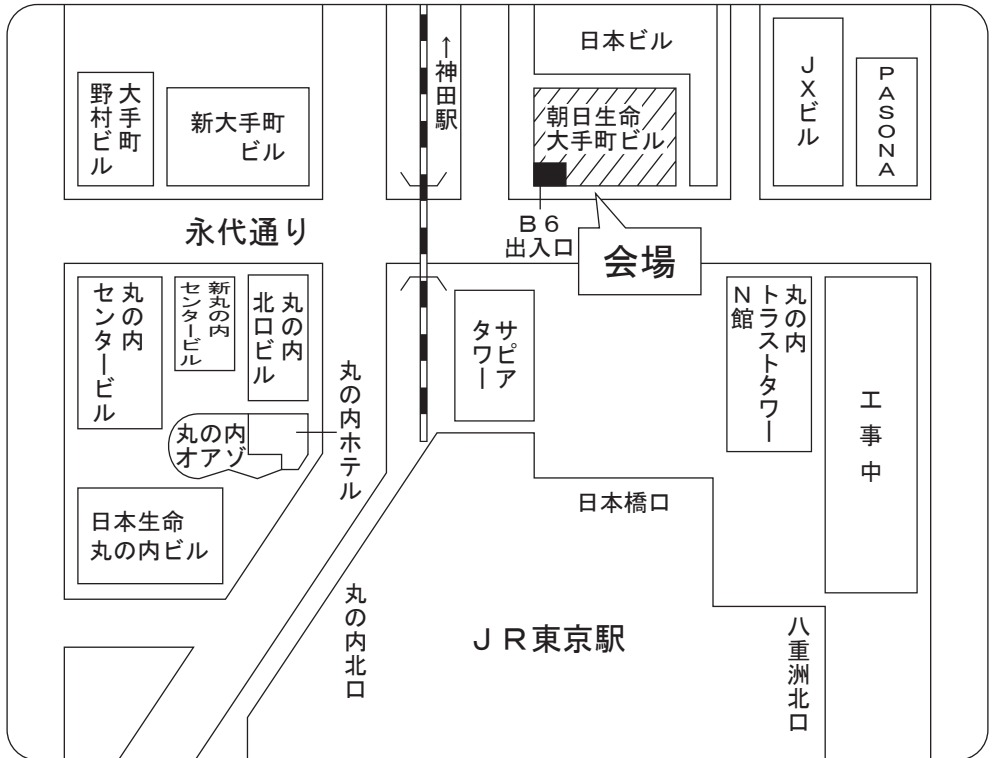 日本ビル
↑神田駅
JXビル
PASONA
大手町
野村ビル
新大手町
ビル
朝日生命
大手町ビル
永代通り
B6
出入口
会場
丸の内
センタービル
新丸の内
センタービル
丸の内
北口ビル
サピア
タワー
丸の内
トラストタワー
N館
工事中
丸の内ホテル
丸の内
オアゾ
日本生命
丸の内ビル
日本橋口
丸の内北口
JR東京駅
八重洲北口